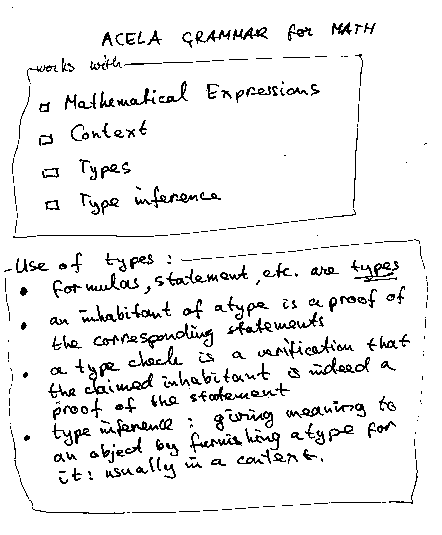 ACELA GRAMMAR for MATH
works with
Mathematical Expressions
Context
Types
Type inference
Use of types :
• formulas, statement, etc. are types
• an inhabitant of a type is a proof of
the corresponding statements
• a type check is a verification that
the claimed inhabitant is indeed a
proof of the statement
• type inference : giving meaning to
an object by furnishing a type for
it: usually in a context.